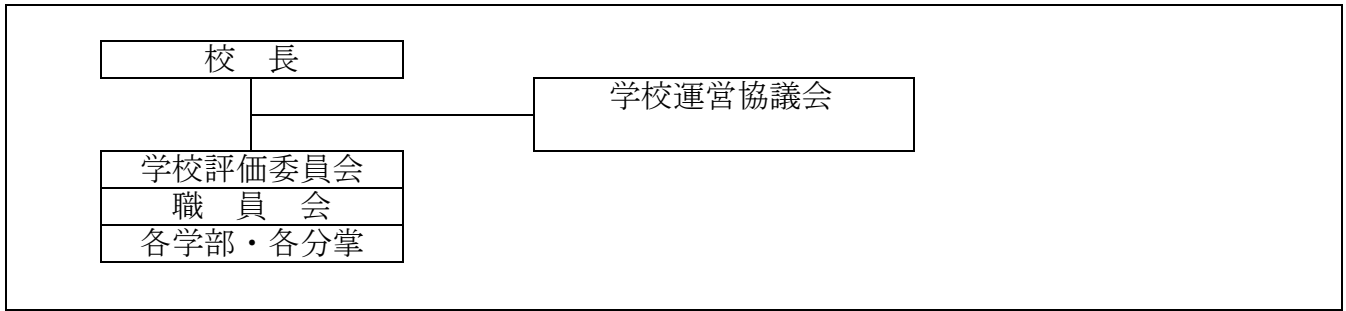 校　長
学校運営協議会
学校評価委員会
職　員　会
各学部・各分掌